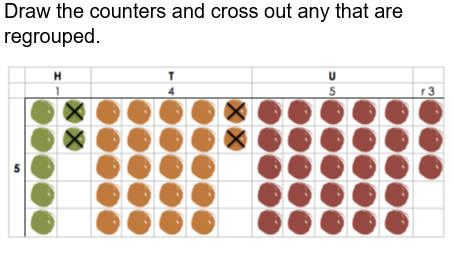 Draw the counters and cross out any that are
regrouped.
H T U
1 4 5 r 3
5